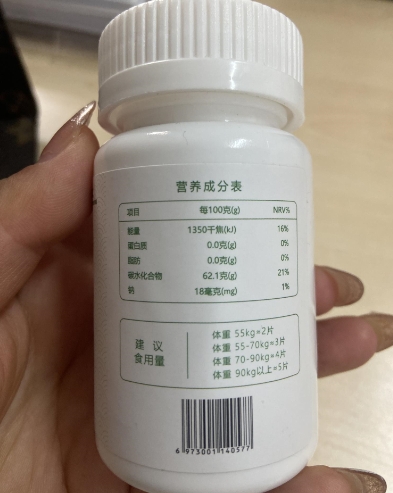 营养成分表
项目 每100克(g) NRV%
能量 1350千焦(kJ) 16%
蛋白质 0.0克(g) 0%
脂肪 0.0克(g) 0%
碳水化合物 62.1克(g) 21%
钠 18毫克(mg) 1%
建议
食用量
体重 55kg=2片
体重 55-70kg=3片
体重 70-90kg=4片
体重 90kg以上=5片
6 973001 140577